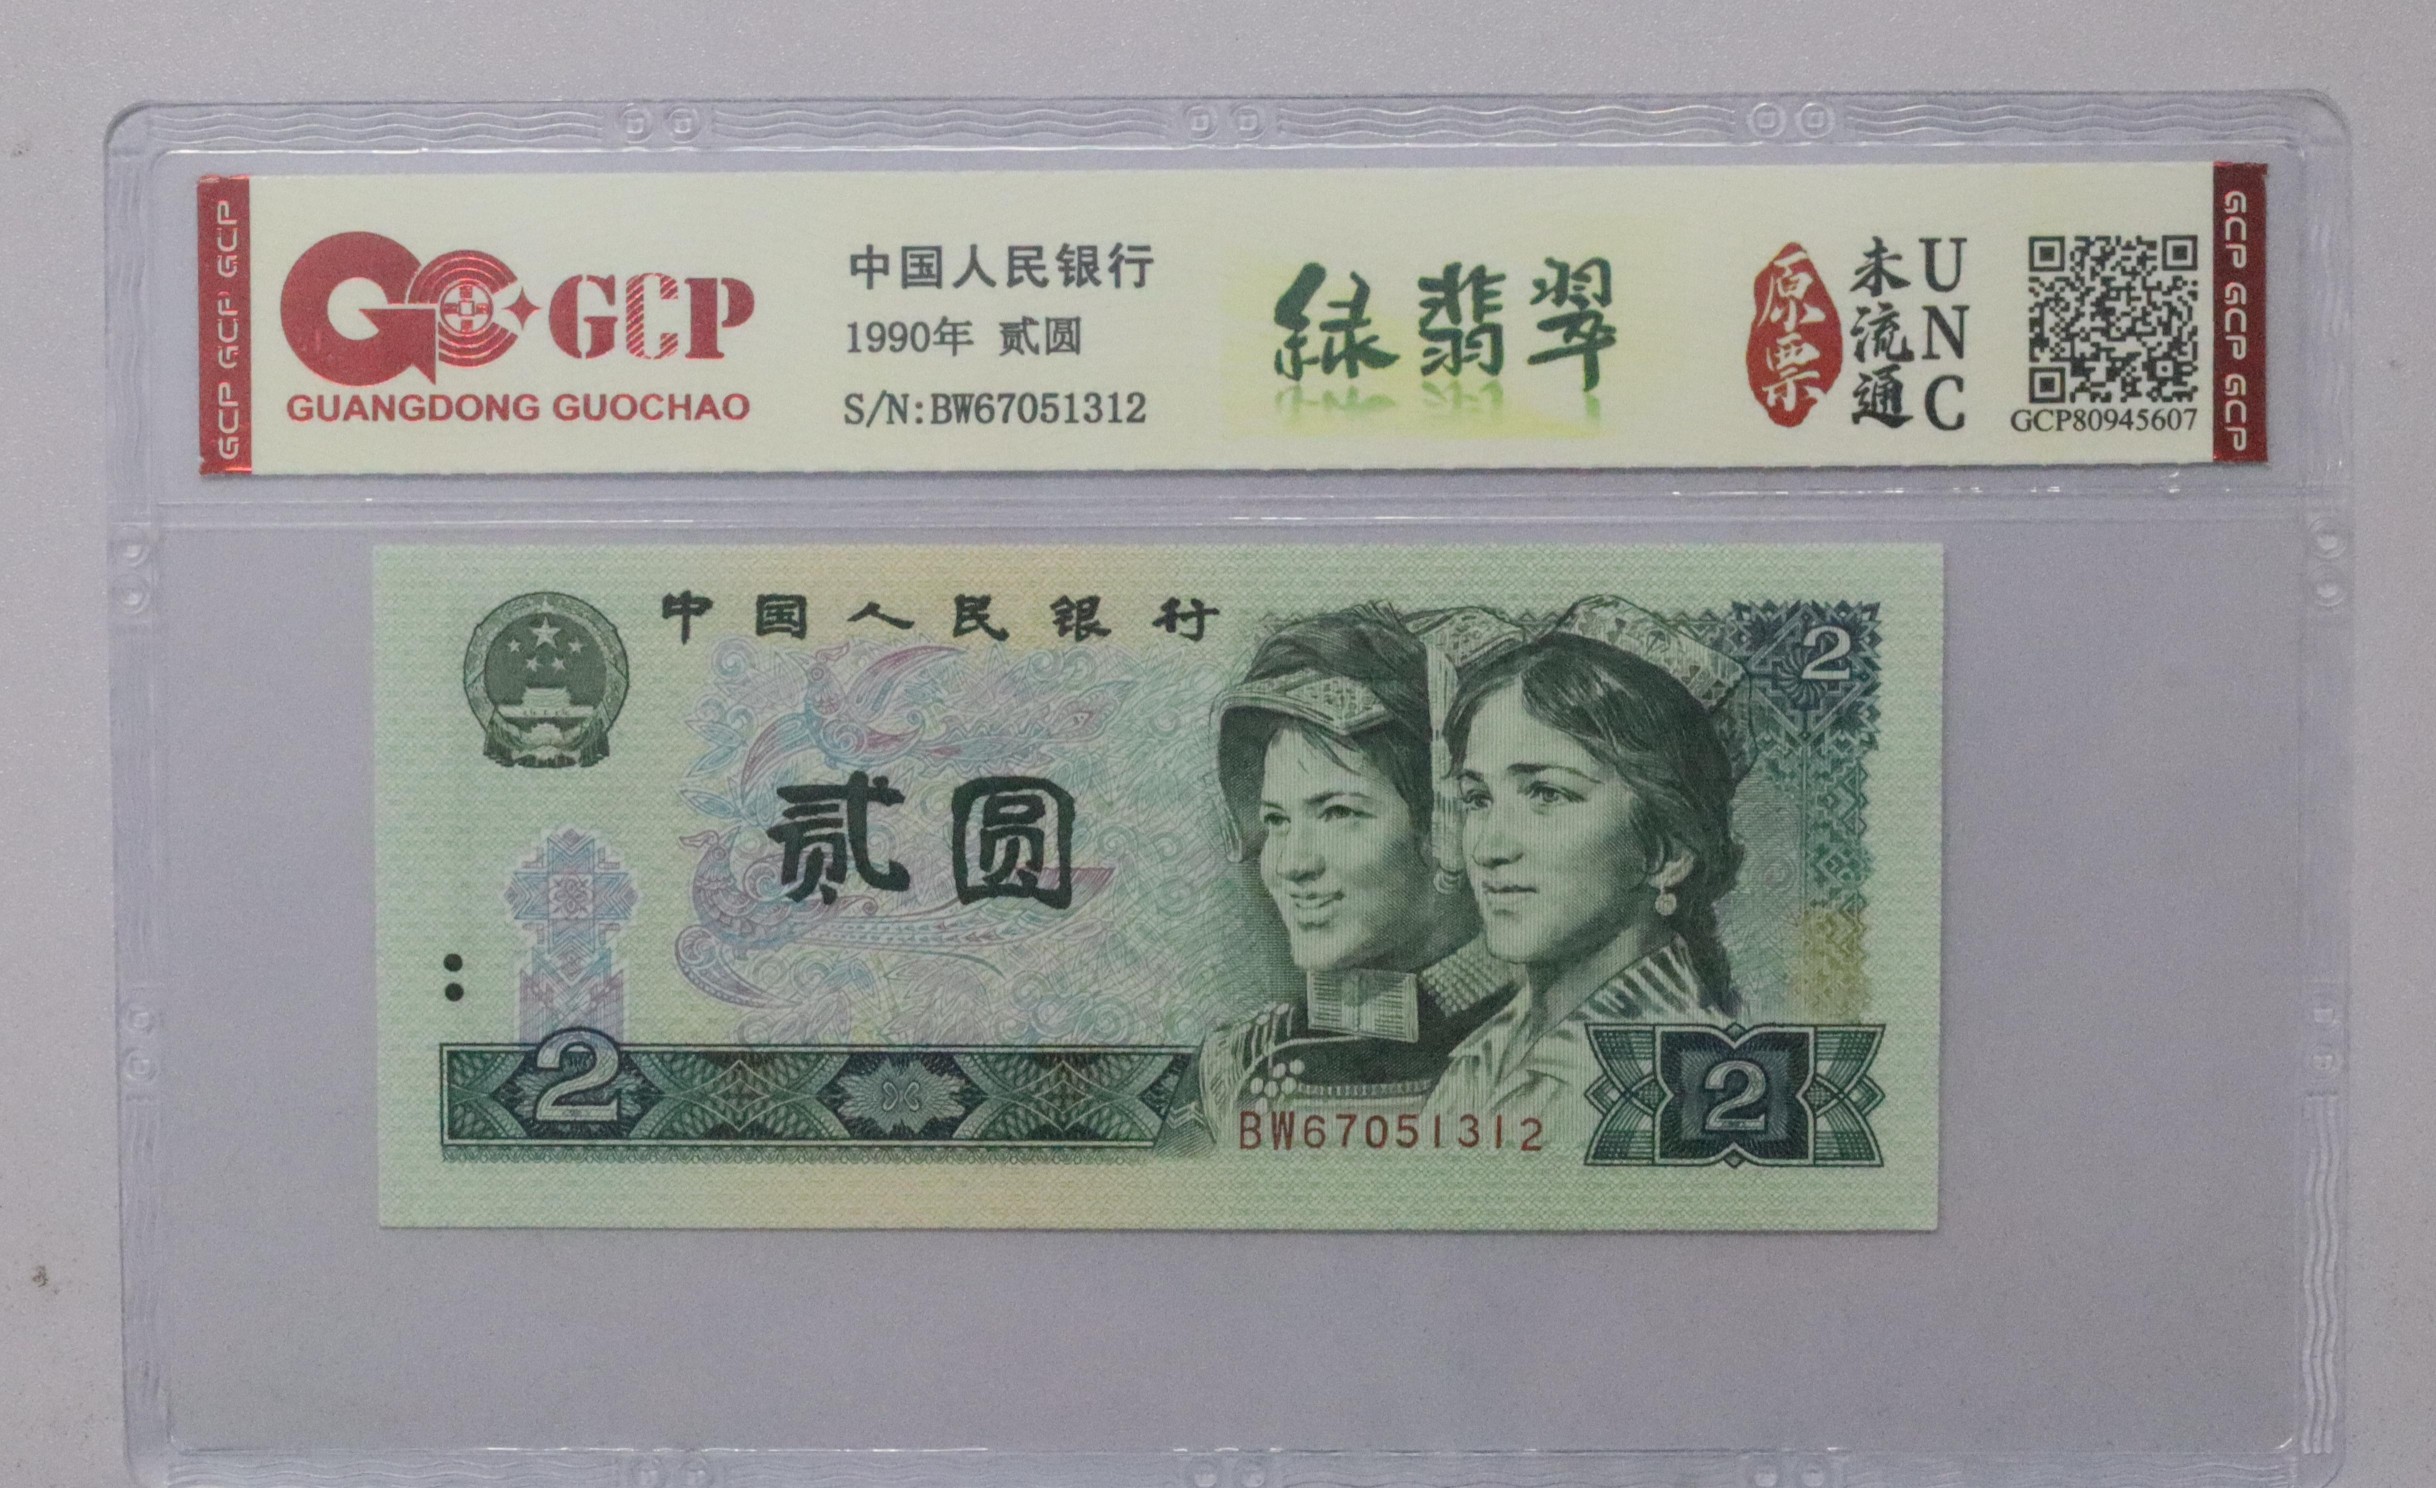 GCP GCP GCP
GCP
GUANGDONG GUOCHAO
中国人民银行
1990年 贰圆
S/N:BW67051312
绿翡翠
原票
未流通
UNC
GCP80945607
GCP GCP GCP
中国人民银行
2
贰圆
2
BW67051312
2